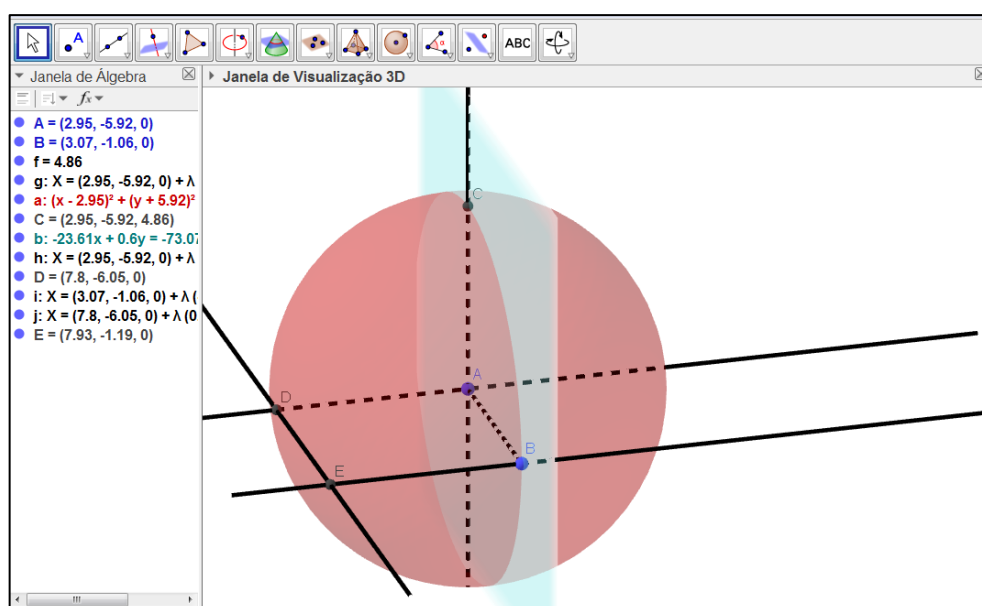 A
α
ABC
Janela de Álgebra
Janela de Visualização 3D
fx
A = (2.95, -5.92, 0)
B = (3.07, -1.06, 0)
f = 4.86
g: X = (2.95, -5.92, 0) + λ
a: (x - 2.95)² + (y + 5.92)²
C = (2.95, -5.92, 4.86)
b: -23.61x + 0.6y = -73.07
h: X = (2.95, -5.92, 0) + λ
D = (7.8, -6.05, 0)
i: X = (3.07, -1.06, 0) + λ (
j: X = (7.8, -6.05, 0) + λ (0
E = (7.93, -1.19, 0)
C
A
D
B
E